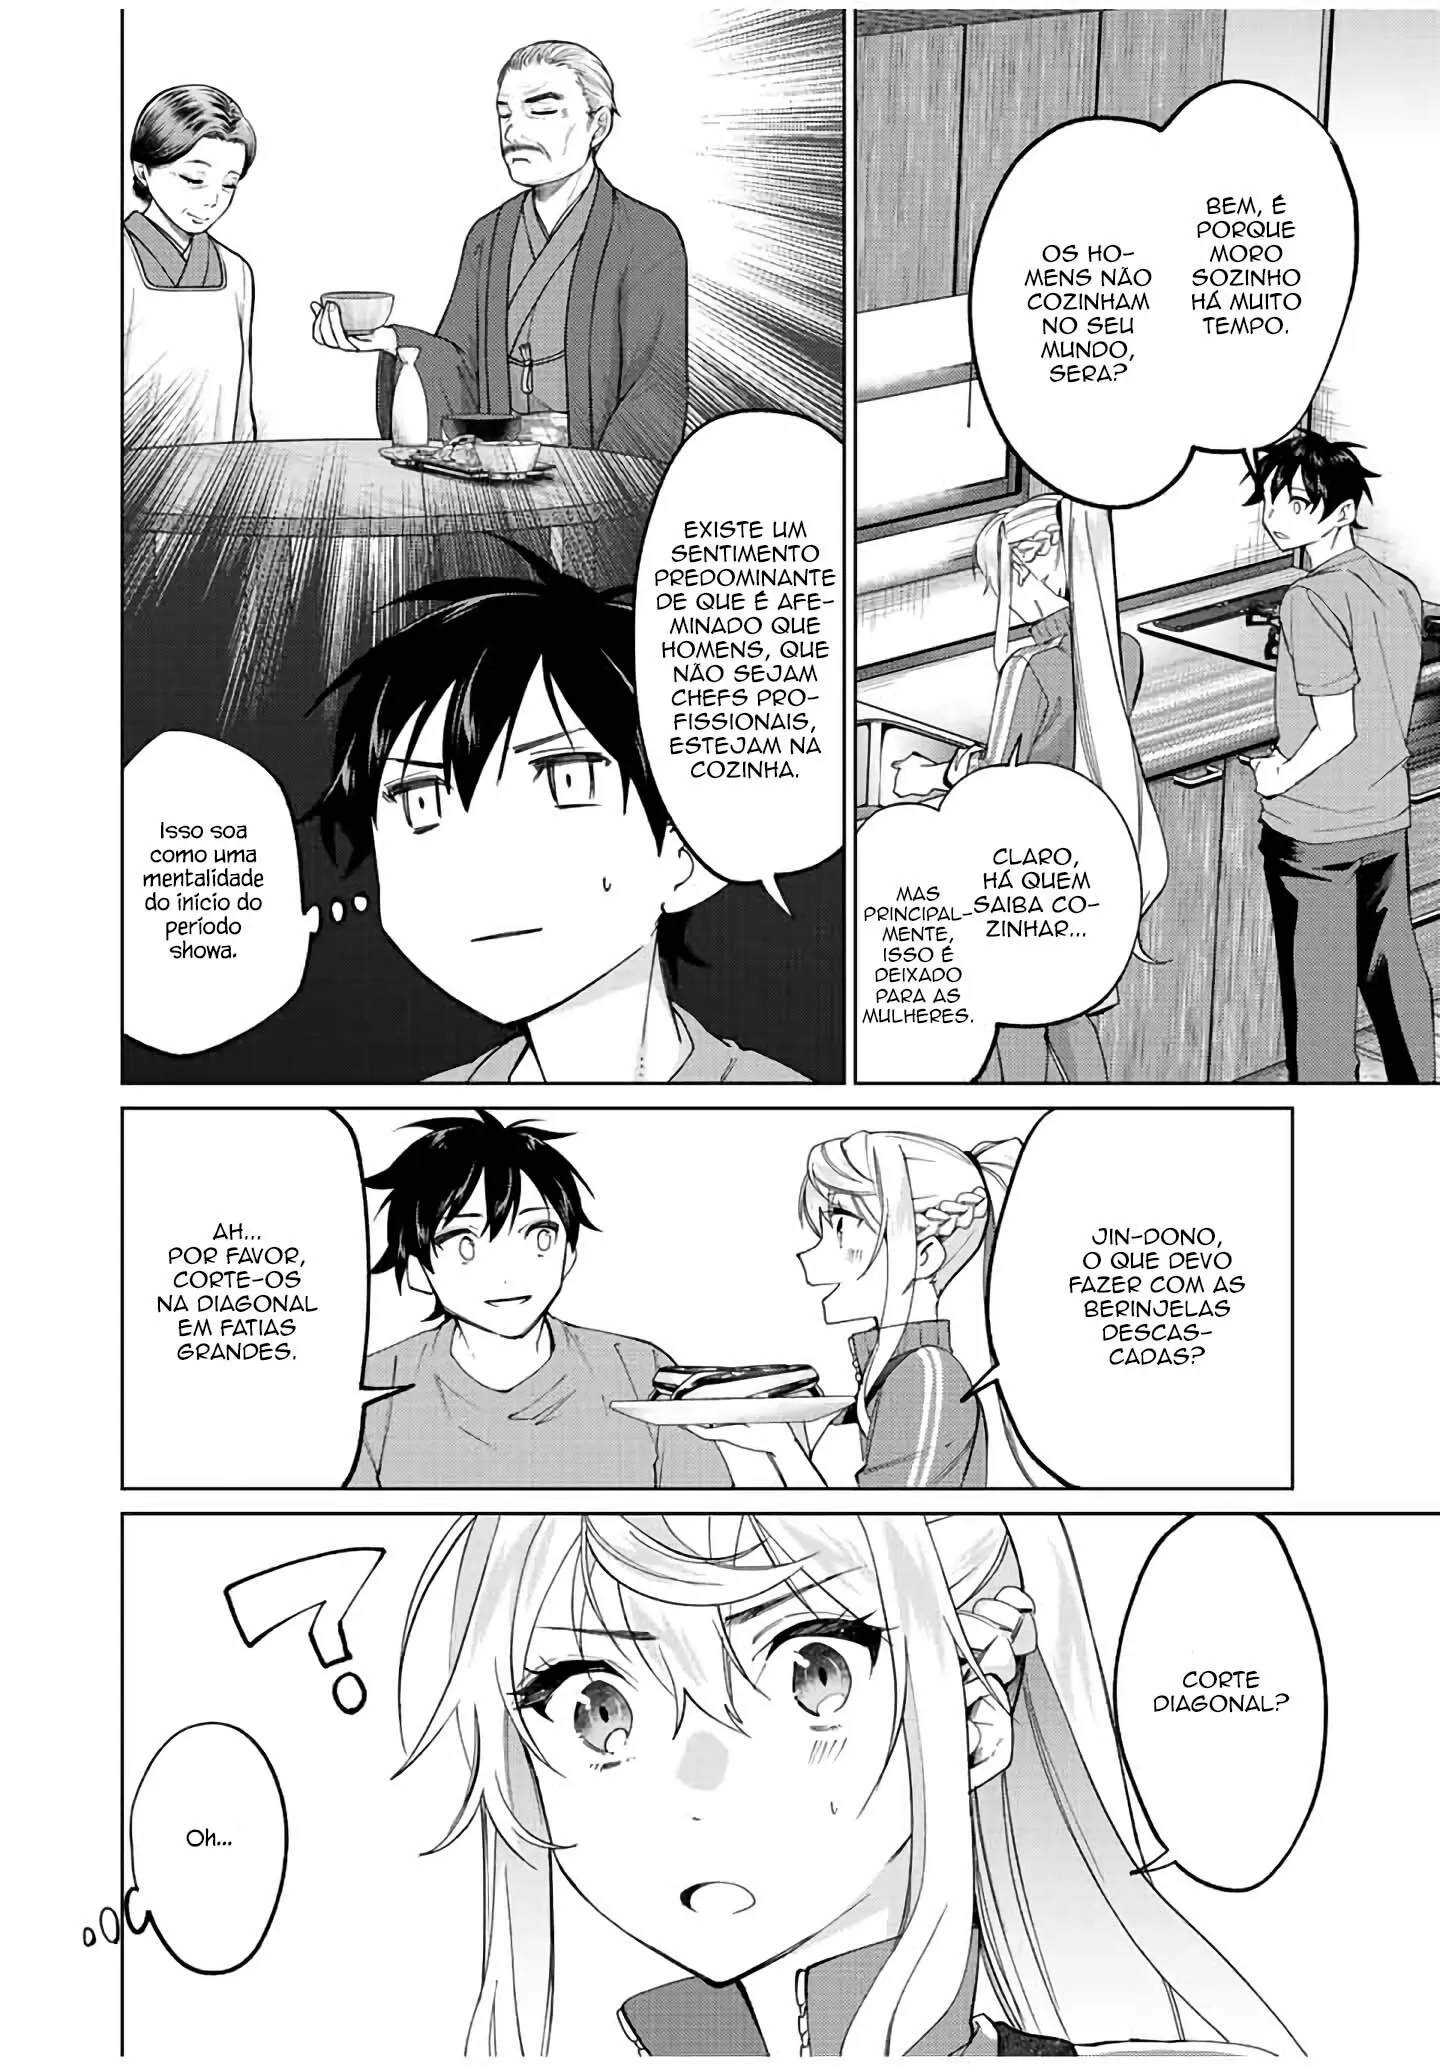 BEM, É
PORQUE
MORO
SOZINHO
HÁ MUITO
TEMPO.
OS HO-
MENS NÃO
COZINHAM
NO SEU
MUNDO,
SERA?
CLARO,
HÁ QUEM
SAIBA CO-
ZINHAR...
MAS
PRINCIPAL-
MENTE,
ISSO É
DEIXADO
PARA AS
MULHERES.
EXISTE UM
SENTIMENTO
PREDOMINANTE
DE QUE É AFE-
MINADO QUE
HOMENS, QUE
NÃO SEJAM
CHEFS PRO-
FISSIONAIS,
ESTEJAM NA
COZINHA.
Isso soa
como uma
mentalidade
do início do
período
showa.
JIN-DONO,
O QUE DEVO
FAZER COM AS
BERINJELAS
DESCAS-
CADAS?
AH...
POR FAVOR,
CORTE-OS
NA DIAGONAL
EM FATIAS
GRANDES.
CORTE
DIAGONAL?
?
Oh...